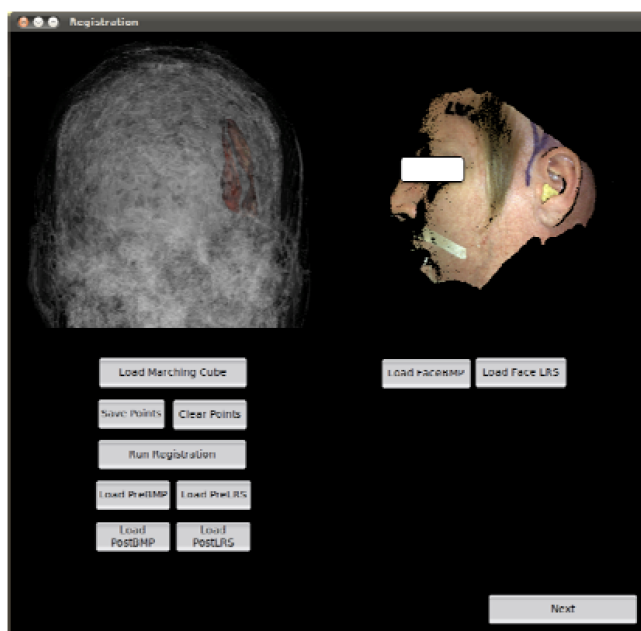 Registration
Load Marching Cube
Load FaceBMP
Load Face LRS
Save Points
Clear Points
Run Registration
Load PreBMP
Load PreLRS
Load
PostBMP
Load
PostLRS
Next